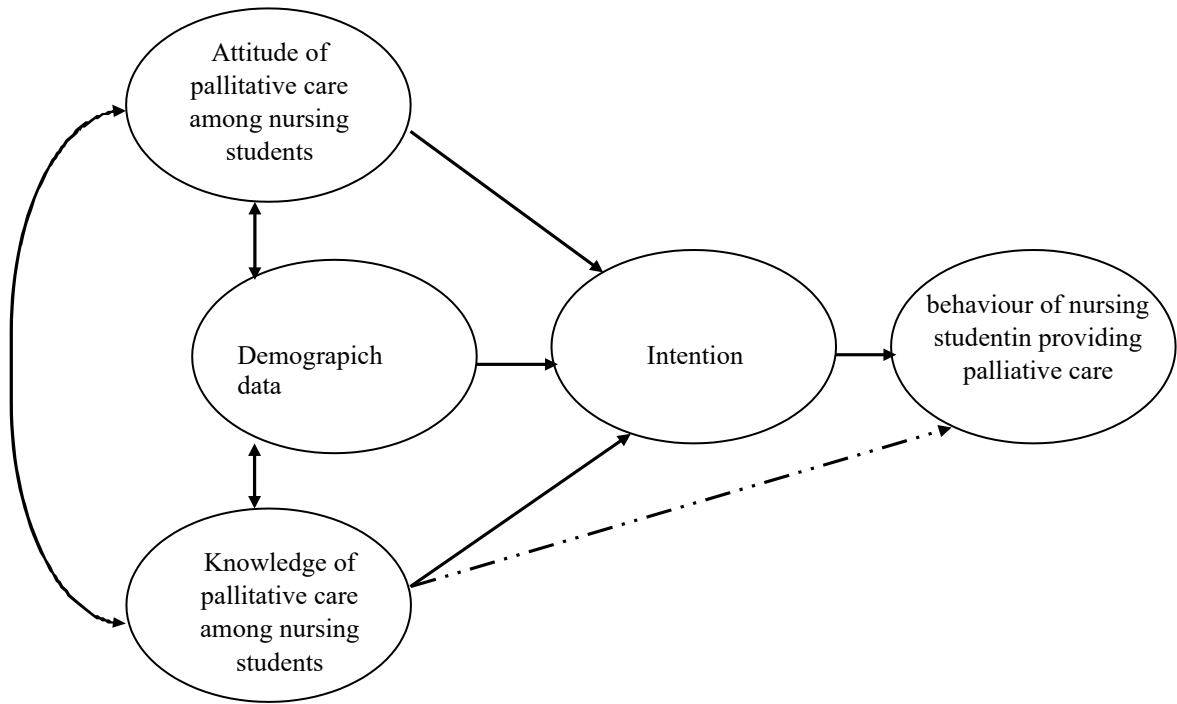 Attitude of
pallitative care
among nursing
students
Demograpich
data
Intention
behaviour of nursing
studentin providing
palliative care
Knowledge of
pallitative care
among nursing
students